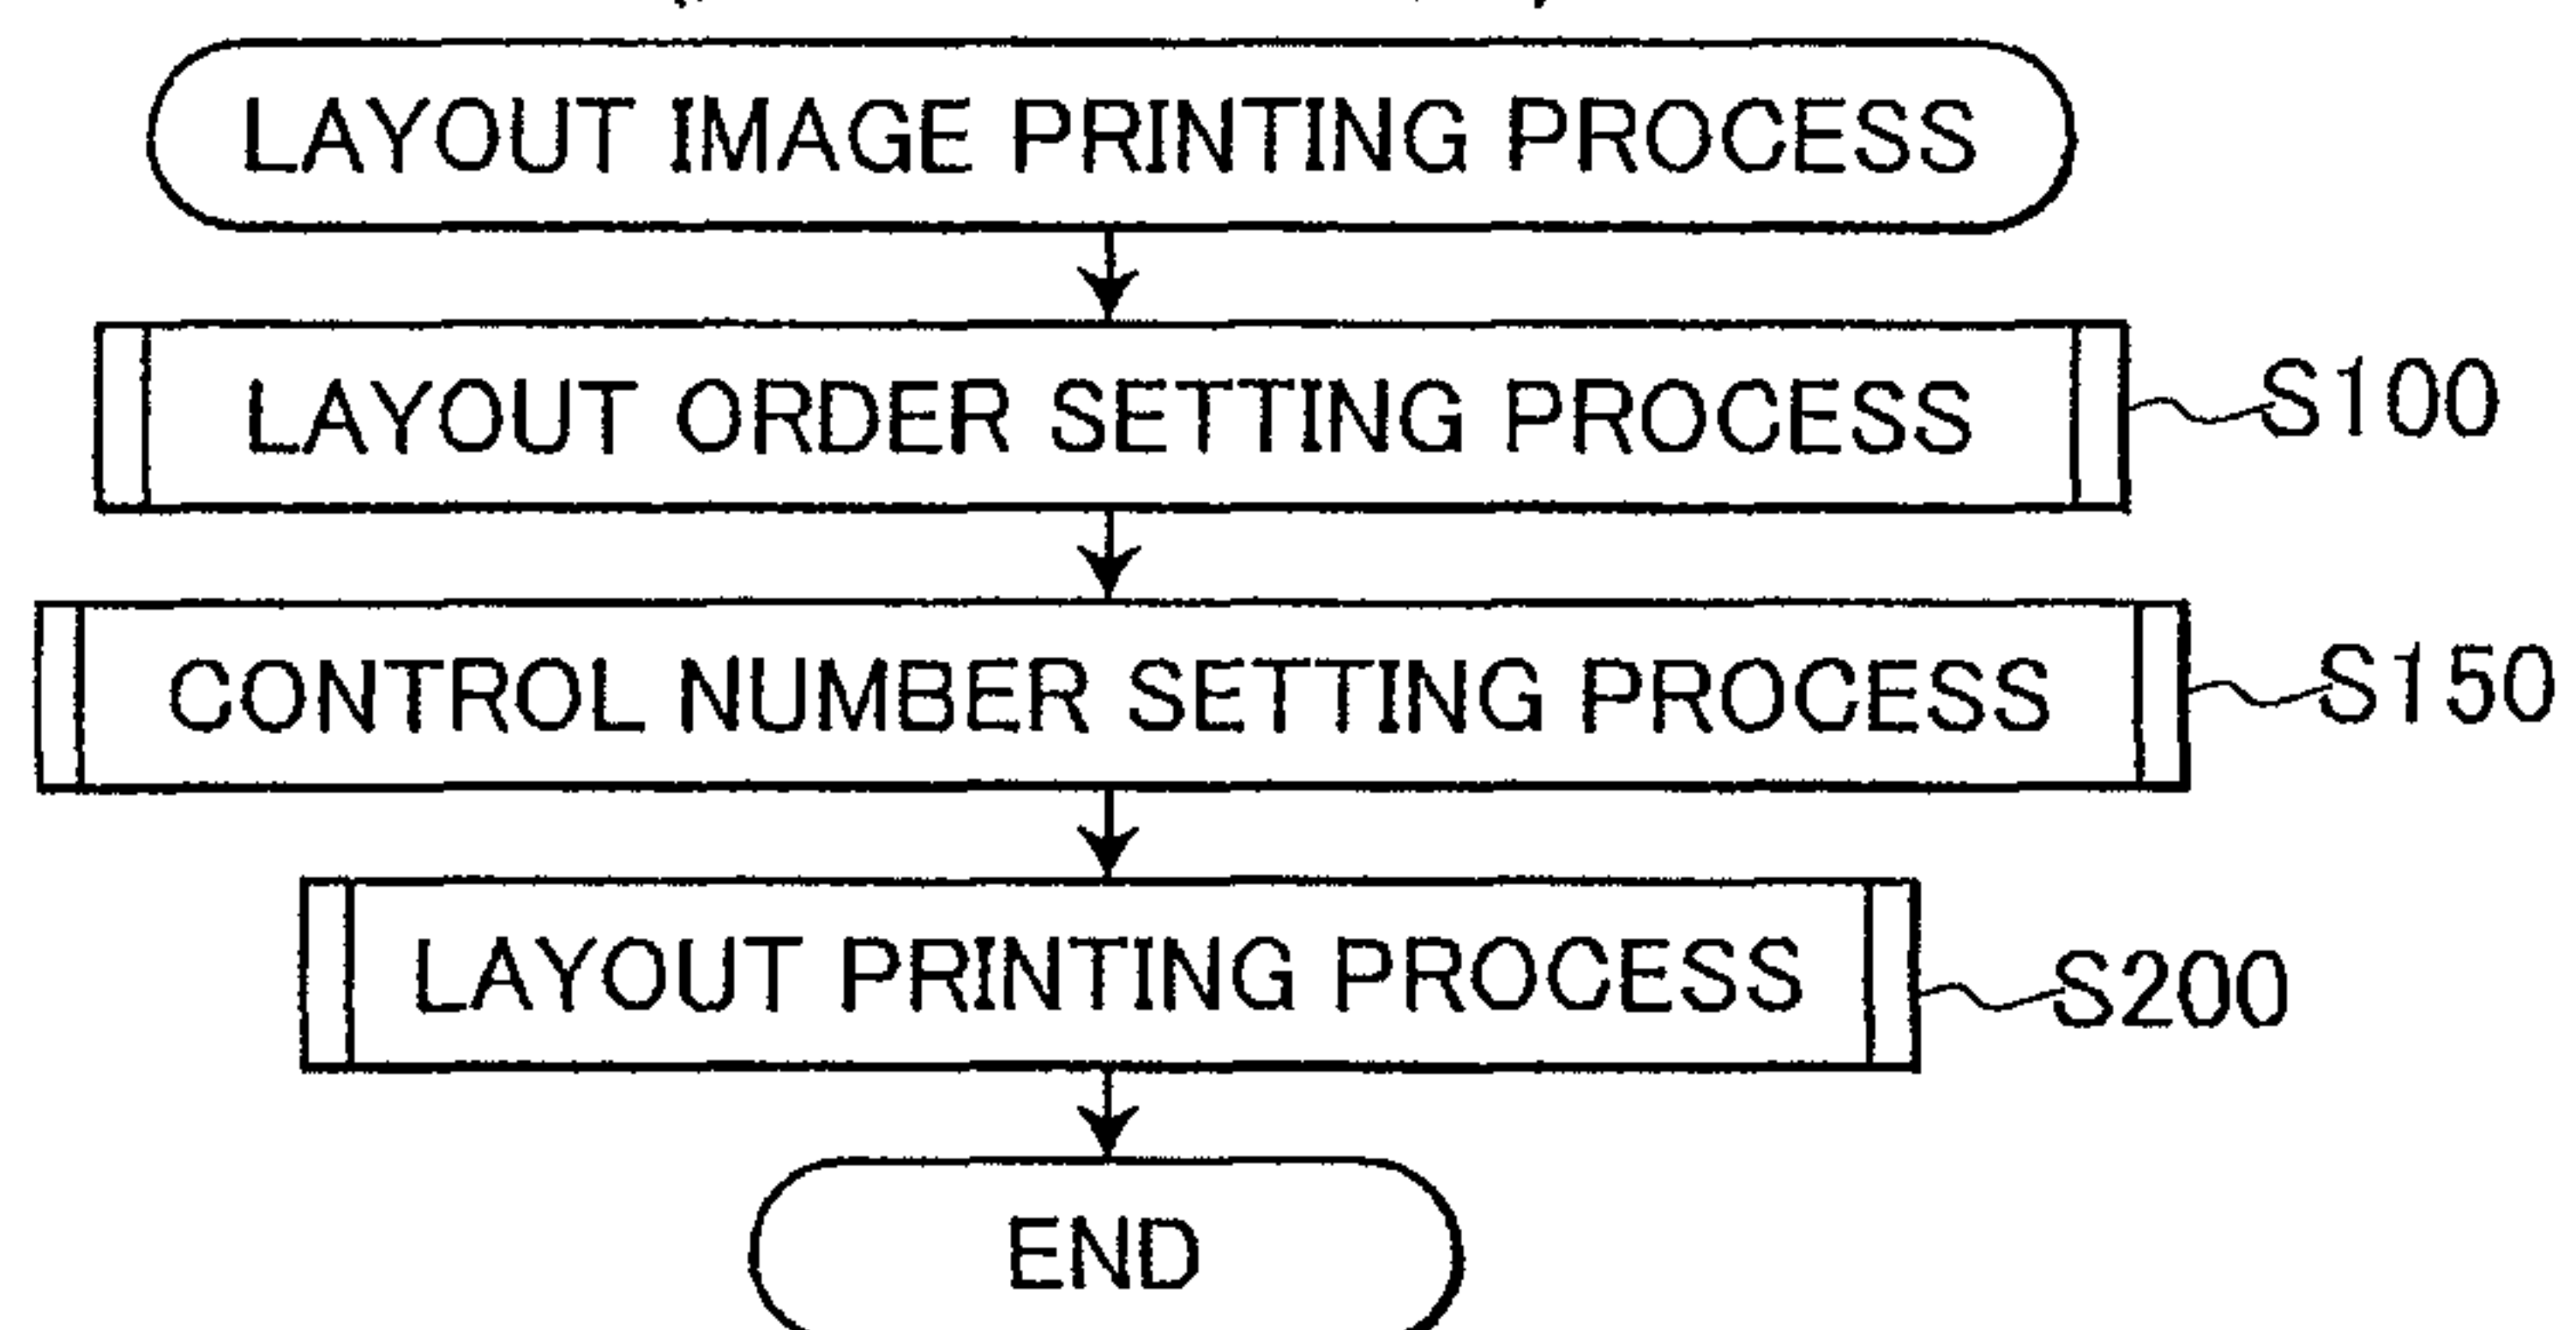 LAYOUT IMAGE PRINTING PROCESS
LAYOUT ORDER SETTING PROCESS S100
CONTROL NUMBER SETTING PROCESS S150
LAYOUT PRINTING PROCESS S200
END